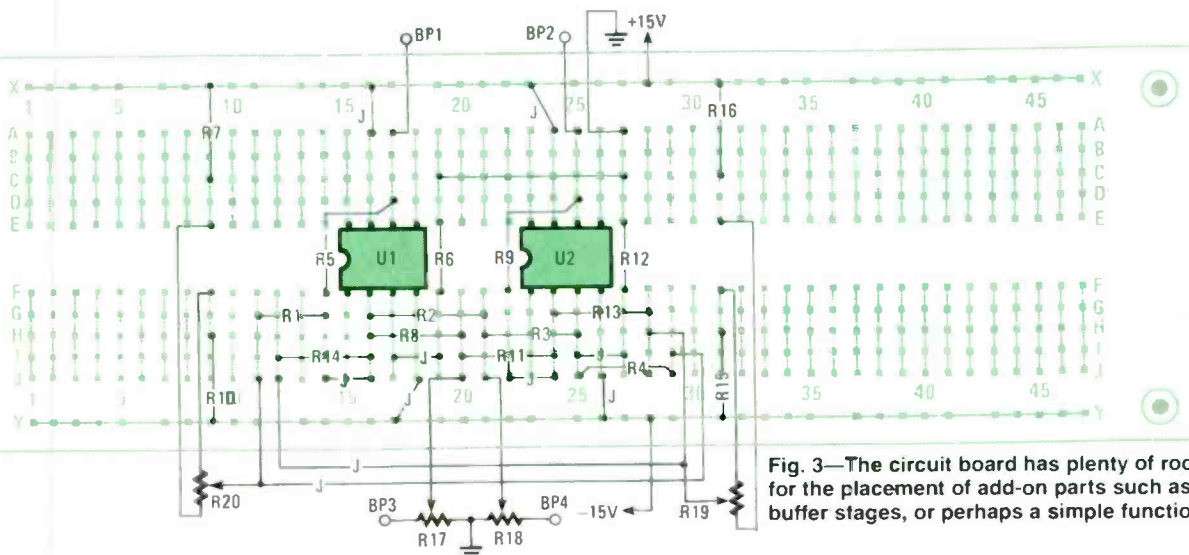 BP1
BP2
+15V
X X
1 5 10 15 20 25 30 35 40 45
R7
J
J
R16
A A
B B
C C
D D
E E
R5 U1 R6 R9 U2 R12
F F
G G
H H
I I
J J
R1 R2 R13
R8 R3
R14 J R11 R4
J J J J
R10 R15
1 5 10 15 20 25 30 35 40 45
Y Y
J
J
R20
BP3
R17
R18
BP4
−15V
R19
Fig. 3—The circuit board has plenty of roo
for the placement of add-on parts such as
buffer stages, or perhaps a simple functio